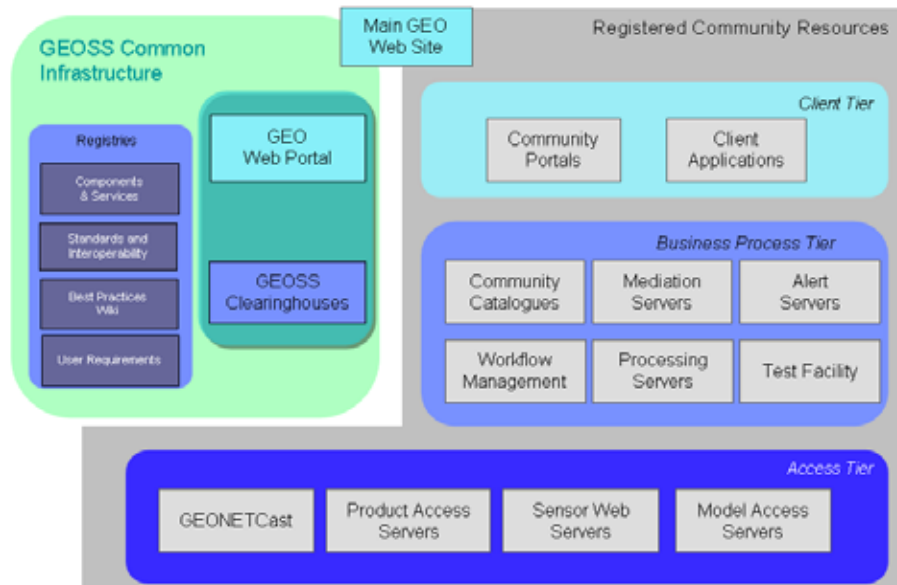 Main GEO
Web Site
GEOSS Common
Infrastructure
Registries
Components
& Services
Standards and
Interoperability
Best Practices
Wiki
User Requirements
GEO
Web Portal
GEOSS
Clearinghouses
Registered Community Resources
Client Tier
Community
Portals
Client
Applications
Business Process Tier
Community
Catalogues
Mediation
Servers
Alert
Servers
Workflow
Management
Processing
Servers
Test Facility
Access Tier
GEONETCast
Product Access
Servers
Sensor Web
Servers
Model Access
Servers